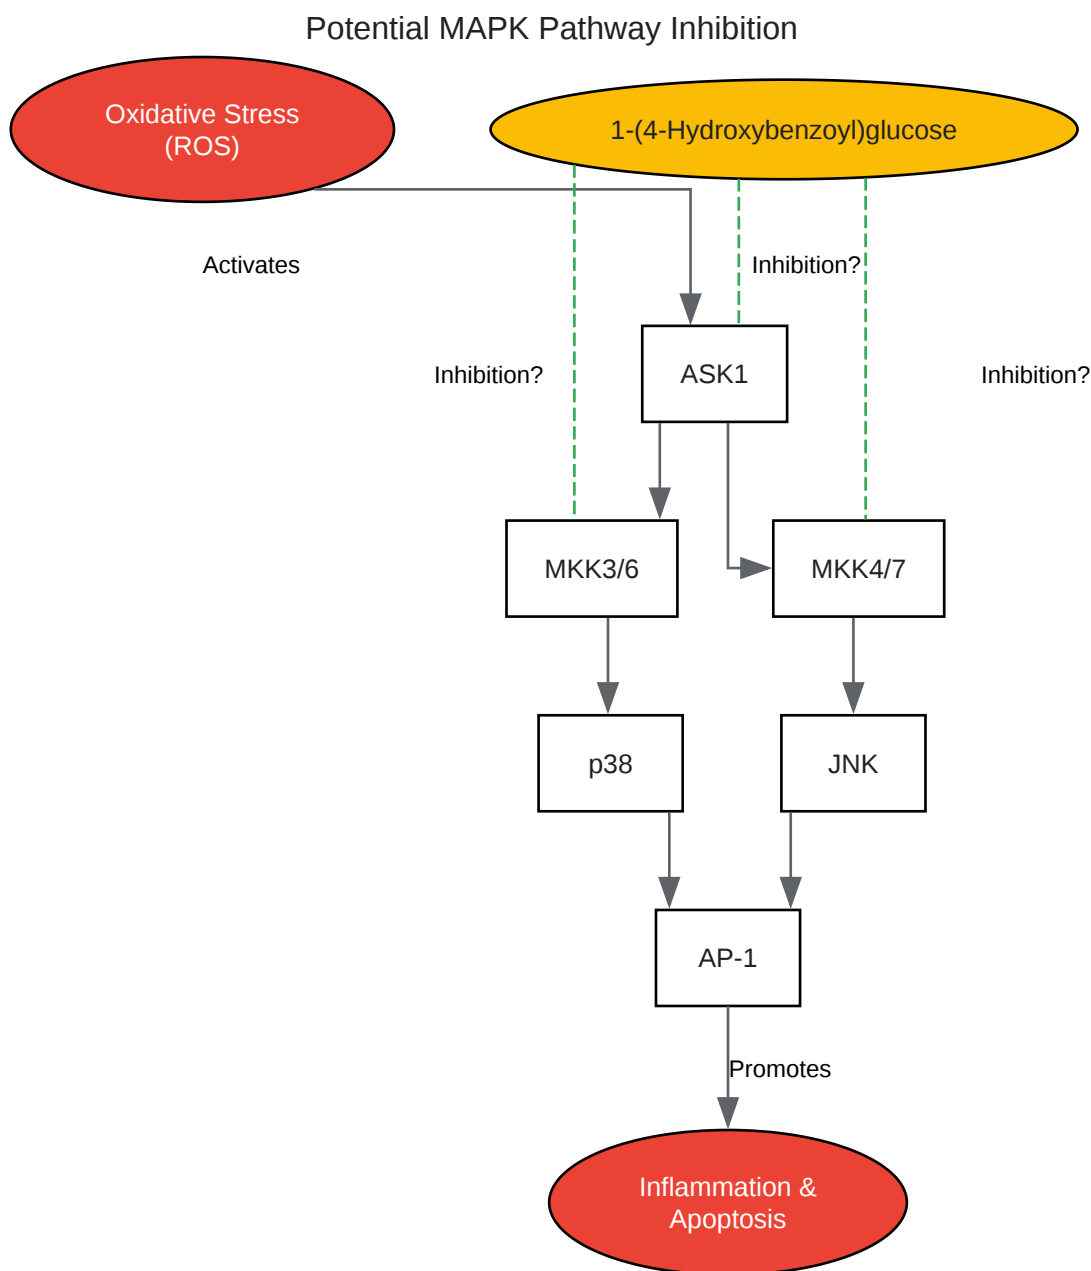 Potential MAPK Pathway Inhibition
Oxidative Stress
(ROS)
1-(4-Hydroxybenzoyl)glucose
Activates
Inhibition?
Inhibition?
ASK1
Inhibition?
MKK3/6
MKK4/7
p38
JNK
AP-1
Promotes
Inflammation &
Apoptosis